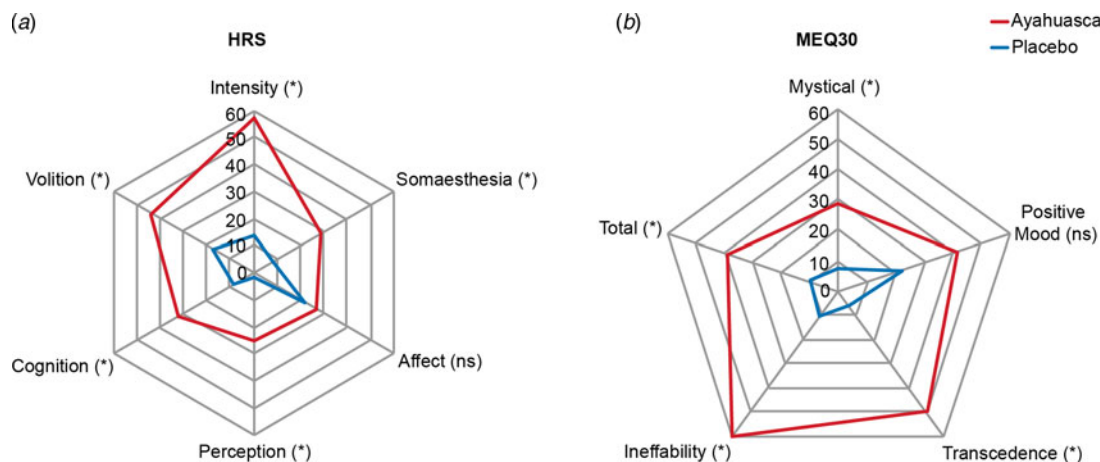 (a)
HRS
Intensity (*)
60
50
40
30
20
10
0
Somaesthesia (*)
Affect (ns)
Perception (*)
Cognition (*)
Volition (*)
(b)
MEQ30
Ayahuasca
Placebo
Mystical (*)
60
50
40
30
20
10
0
Positive
Mood (ns)
Transcedence (*)
Ineffability (*)
Total (*)